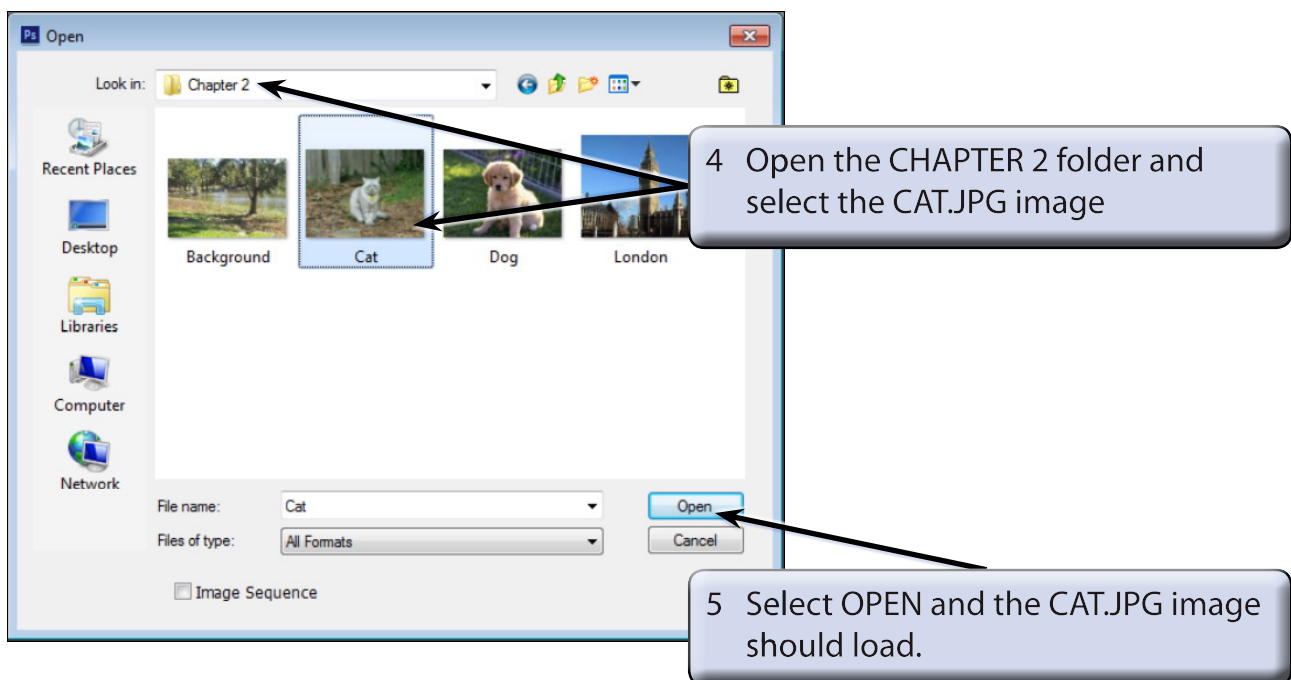 Ps Open
Look in: Chapter 2
Recent Places
Desktop
Libraries
Computer
Network
Background Cat Dog London
4 Open the CHAPTER 2 folder and
select the CAT.JPG image
File name: Cat Open
Files of type: All Formats Cancel
Image Sequence
5 Select OPEN and the CAT.JPG image
should load.